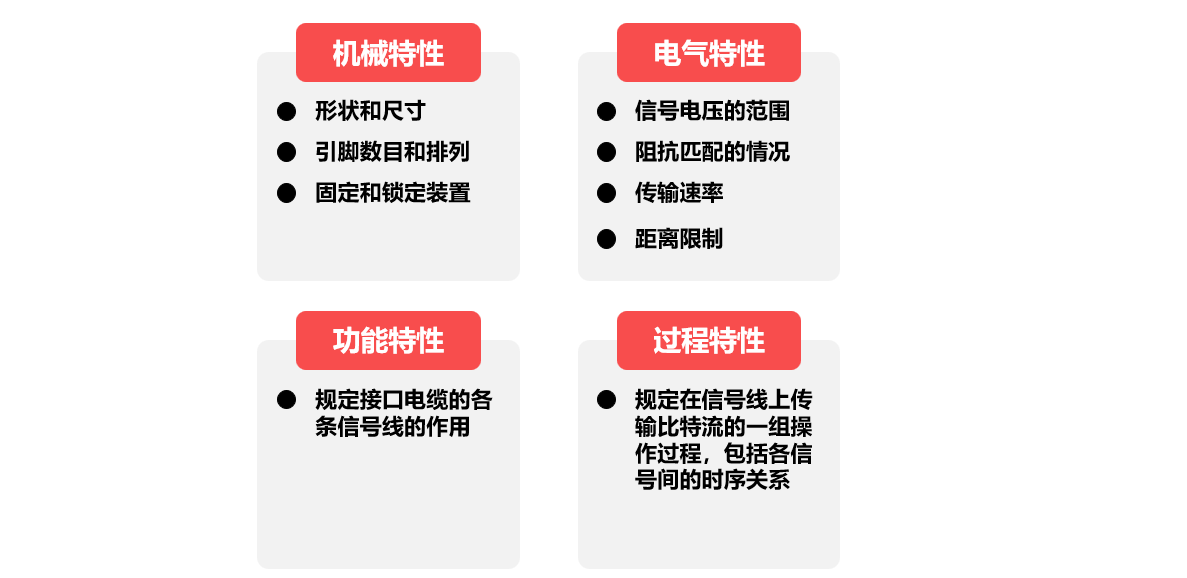 机械特性
形状和尺寸
引脚数目和排列
固定和锁定装置
电气特性
信号电压的范围
阻抗匹配的情况
传输速率
距离限制
功能特性
规定接口电缆的各
条信号线的作用
过程特性
规定在信号线上传
输比特流的一组操
作过程，包括各信
号间的时序关系